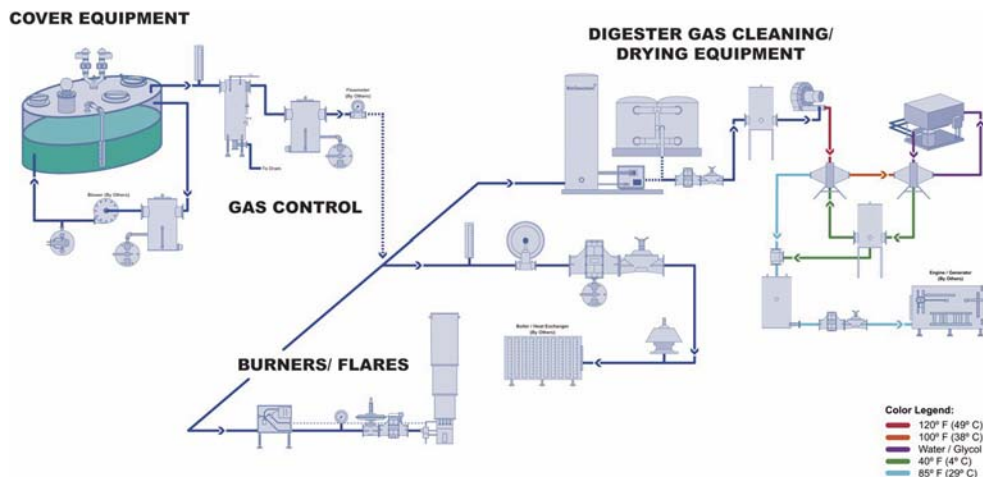 COVER EQUIPMENT
DIGESTER GAS CLEANING/
DRYING EQUIPMENT
Flowmeter
(By Others)
To Drain
Blower (By Others)
GAS CONTROL
Engine / Generator
(By Others)
Boiler / Heat Exchanger
(By Others)
BURNERS/ FLARES
Color Legend:
120° F (49° C)
100° F (38° C)
Water / Glycol
40° F (4° C)
85° F (29° C)